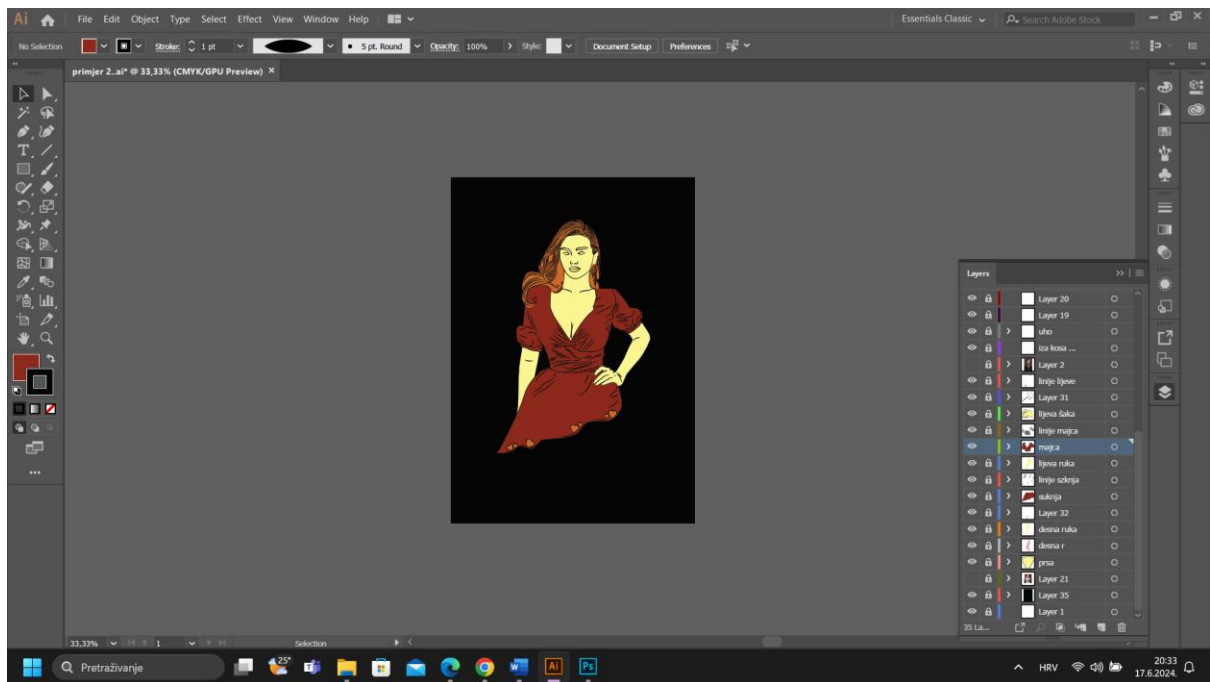 Ai File Edit Object Type Select Effect View Window Help Essentials Classic Search Adobe Stock
No Selection Stroke: 1 pt 5 pt. Round Opacity: 100% Style: Document Setup Preferences
primjer 2..ai* @ 33,33% (CMYK/GPU Preview) ×
Layers
Layer 20
Layer 19
uho
iza kosa ...
Layer 2
linije lijeve
Layer 31
lijeva šaka
linije majca
majca
lijeva ruka
linije szknja
suknja
Layer 32
desna ruka
desna r
prsa
Layer 21
Layer 35
Layer 1
35 La...
33,33% 1 Selection
Pretraživanje 25° Ai Ps HRV 20:33
17.6.2024.